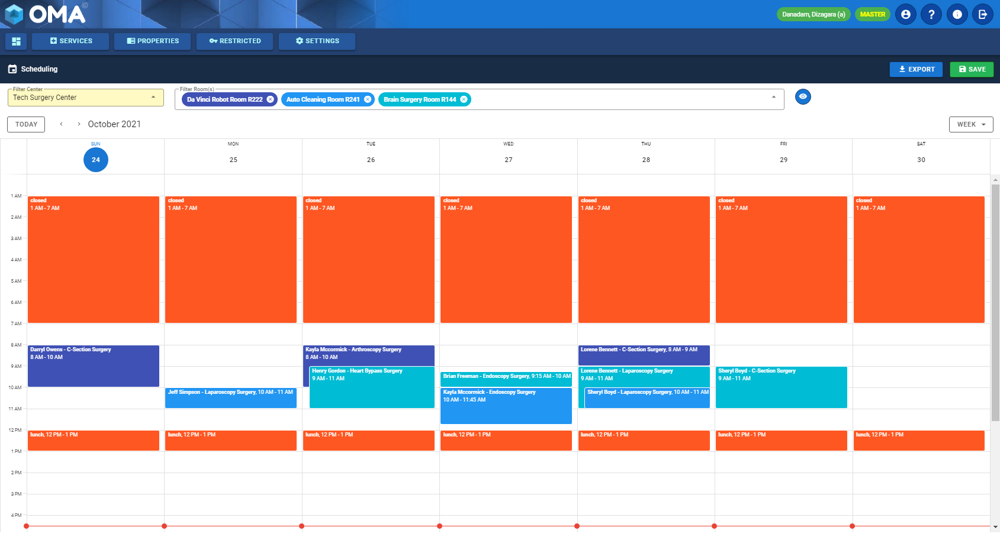 OMA ©
Danadam, Dizagara (a)
MASTER
?
SERVICES
PROPERTIES
RESTRICTED
SETTINGS
Scheduling
EXPORT
SAVE
Filter Center
Tech Surgery Center
Filter Room(s)
Da Vinci Robot Room R222
Auto Cleaning Room R241
Brain Surgery Room R144
TODAY
October 2021
WEEK
SUN
24
MON
25
TUE
26
WED
27
THU
28
FRI
29
SAT
30
1 AM
2 AM
3 AM
4 AM
5 AM
6 AM
7 AM
8 AM
9 AM
10 AM
11 AM
12 PM
1 PM
2 PM
3 PM
4 PM
closed
1 AM - 7 AM
Darryl Owens - C-Section Surgery
8 AM - 10 AM
lunch, 12 PM - 1 PM
closed
1 AM - 7 AM
Jeff Simpson - Laparoscopy Surgery, 10 AM - 11 AM
lunch, 12 PM - 1 PM
closed
1 AM - 7 AM
Kayla Mccormick - Arthroscopy Surgery
8 AM - 10 AM
Henry Gordon - Heart Bypass Surgery
9 AM - 11 AM
lunch, 12 PM - 1 PM
closed
1 AM - 7 AM
Brian Freeman - Endoscopy Surgery, 9:15 AM - 10 AM
Kayla Mccormick - Endoscopy Surgery
10 AM - 11:45 AM
lunch, 12 PM - 1 PM
closed
1 AM - 7 AM
Lorene Bennett - C-Section Surgery, 8 AM - 9 AM
Lorene Bennett - Laparoscopy Surgery
9 AM - 11 AM
Sheryl Boyd - Laparoscopy Surgery, 10 AM - 11 AM
lunch, 12 PM - 1 PM
closed
1 AM - 7 AM
Sheryl Boyd - C-Section Surgery
9 AM - 11 AM
lunch, 12 PM - 1 PM
closed
1 AM - 7 AM
lunch, 12 PM - 1 PM